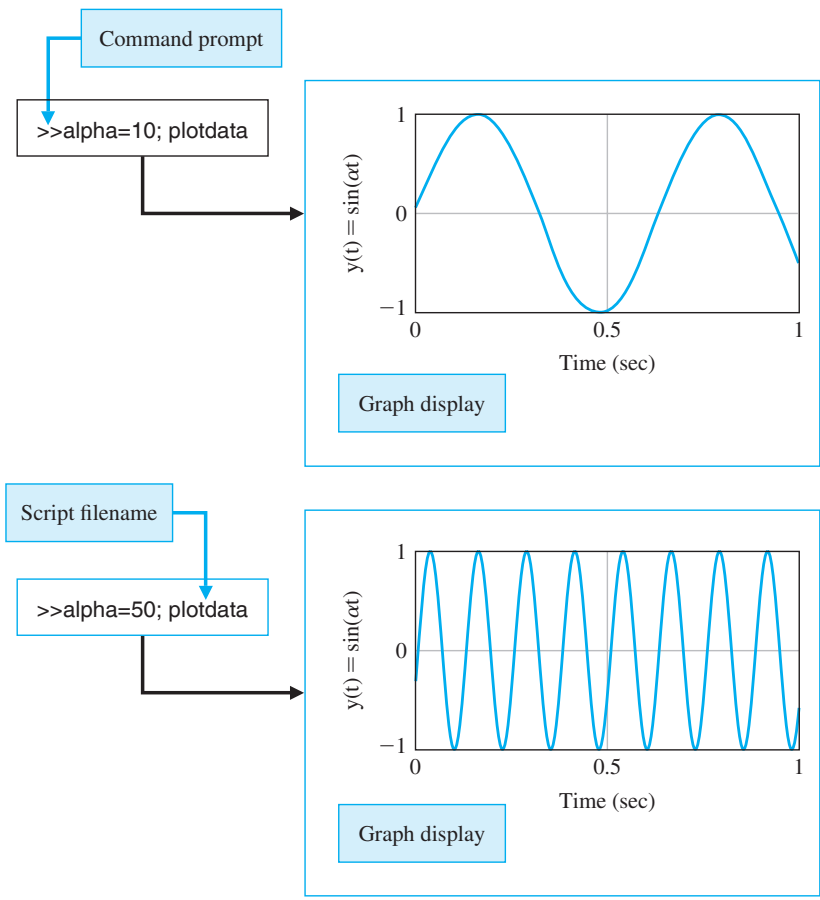 Command prompt
>>alpha=10; plotdata
y(t) = sin(αt)
1
0
−1
0
0.5
1
Time (sec)
Graph display
Script filename
>>alpha=50; plotdata
y(t) = sin(αt)
1
0
−1
0
0.5
1
Time (sec)
Graph display